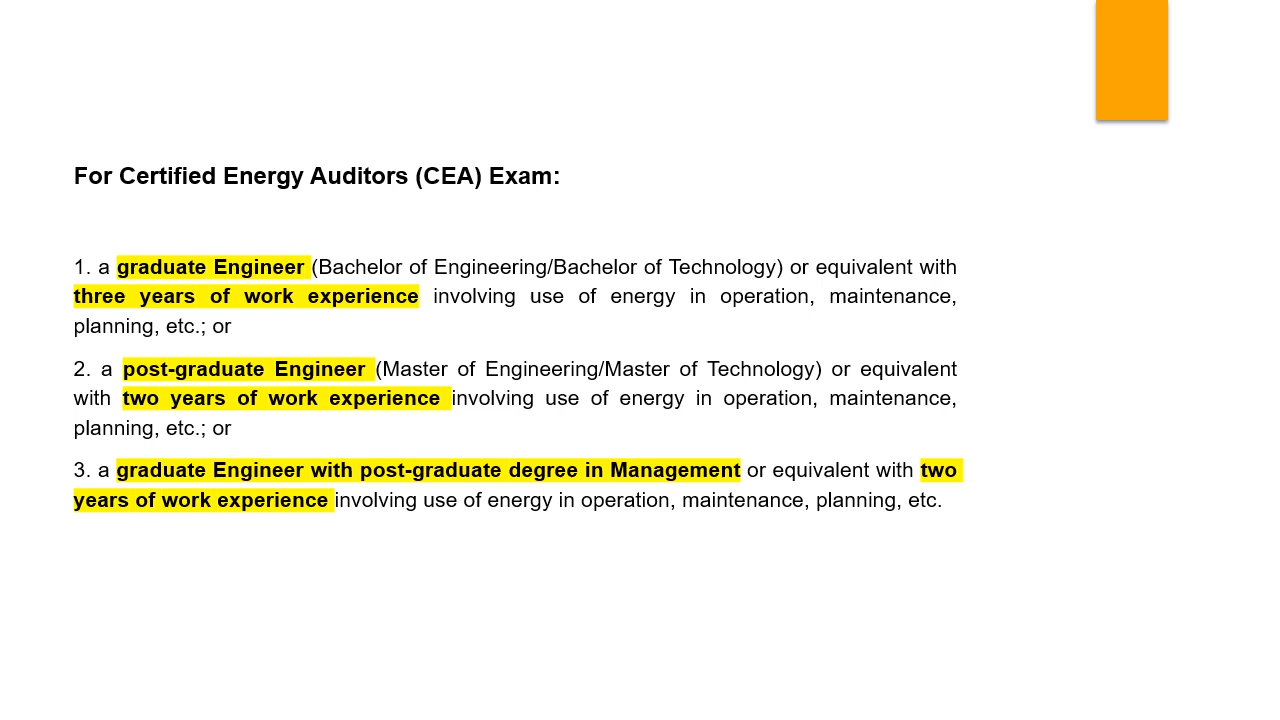 For Certified Energy Auditors (CEA) Exam:
1. a graduate Engineer (Bachelor of Engineering/Bachelor of Technology) or equivalent with
three years of work experience involving use of energy in operation, maintenance,
planning, etc.; or
2. a post-graduate Engineer (Master of Engineering/Master of Technology) or equivalent
with two years of work experience involving use of energy in operation, maintenance,
planning, etc.; or
3. a graduate Engineer with post-graduate degree in Management or equivalent with two
years of work experience involving use of energy in operation, maintenance, planning, etc.